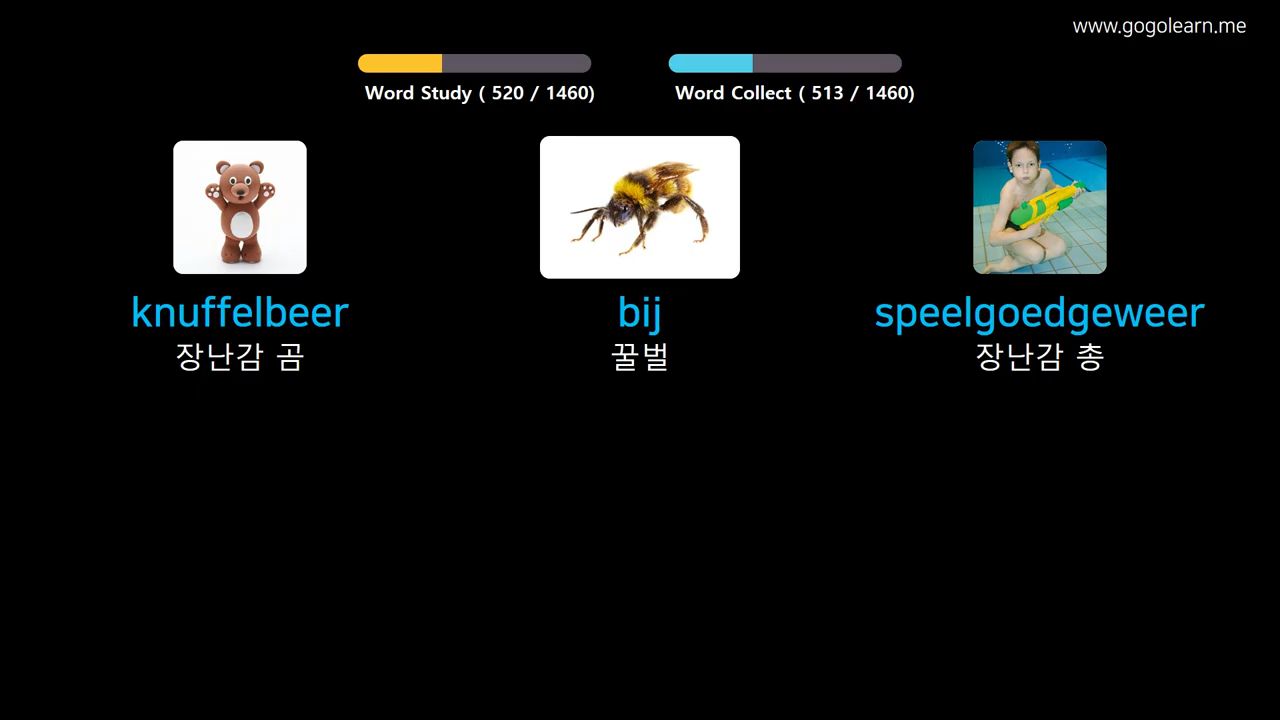 www.gogolearn.me
Word Study ( 520 / 1460)
Word Collect ( 513 / 1460)
knuffelbeer
장난감 곰
bij
꿀벌
speelgoedgeweer
장난감 총